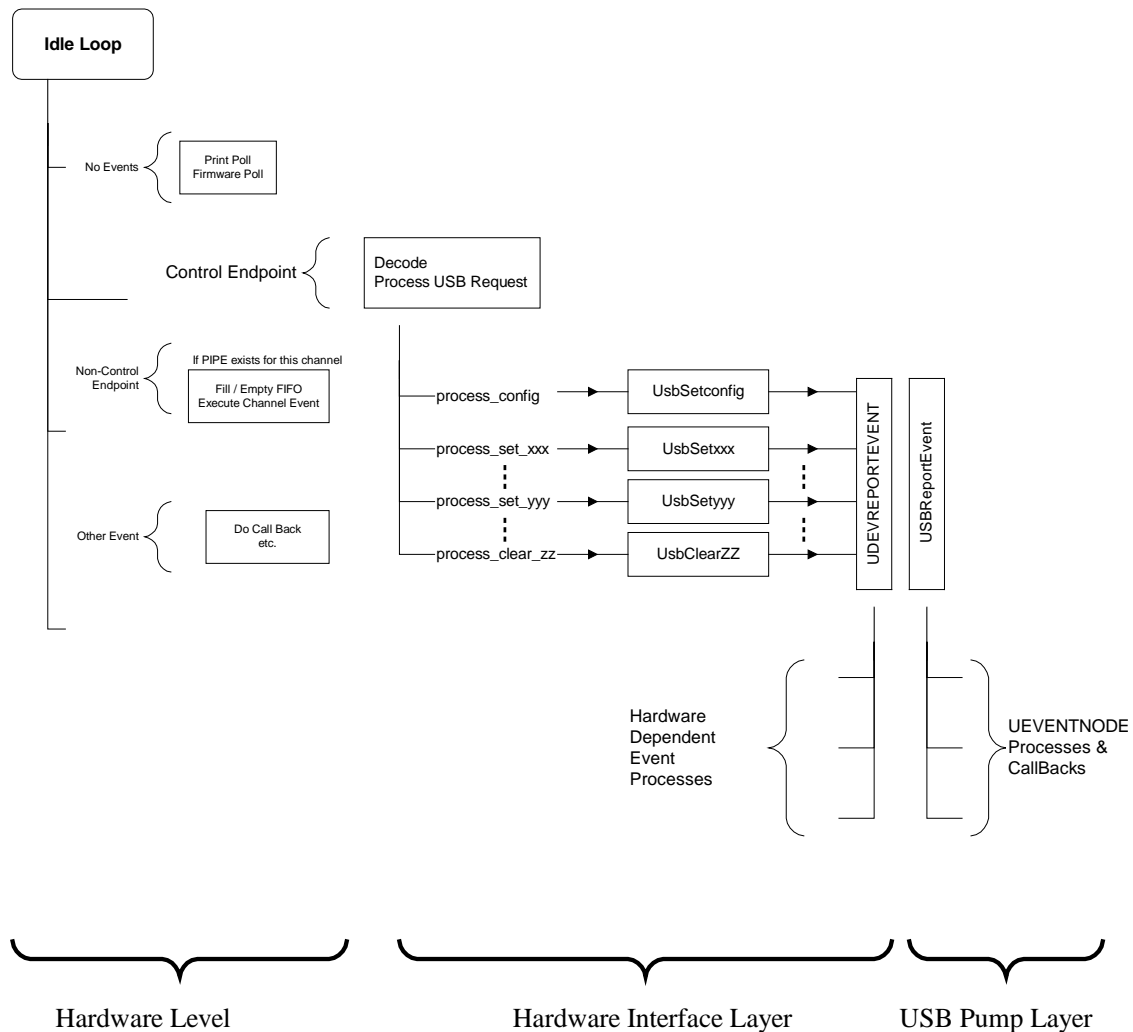 Idle Loop
No Events
Print Poll
Firmware Poll
Control Endpoint
Decode
Process USB Request
Non-Control
Endpoint
If PIPE exists for this channel
Fill / Empty FIFO
Execute Channel Event
Other Event
Do Call Back
etc.
process_config
UsbSetconfig
process_set_xxx
UsbSetxxx
process_set_yyy
UsbSetyyy
process_clear_zz
UsbClearZZ
UDEVREPORTEVENT
USBReportEvent
Hardware
Dependent
Event
Processes
UEVENTNODE
Processes &
CallBacks
Hardware Level
Hardware Interface Layer
USB Pump Layer